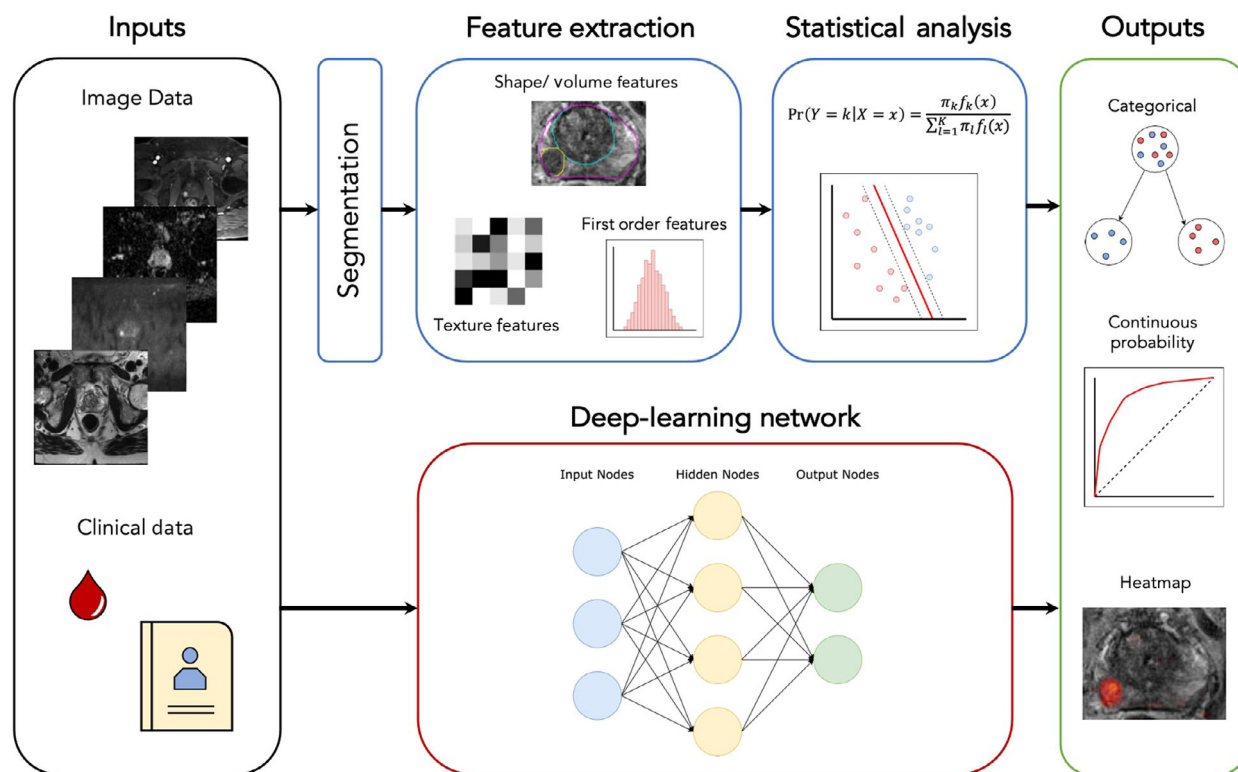 Inputs
Feature extraction
Statistical analysis
Outputs
Image Data
Segmentation
Shape/ volume features
First order features
Texture features
Pr(Y = k|X = x) = π_k f_k(x) / ∑_{l=1}^{K} π_l f_l(x)
Categorical
Continuous
probability
Heatmap
Clinical data
Deep-learning network
Input Nodes
Hidden Nodes
Output Nodes